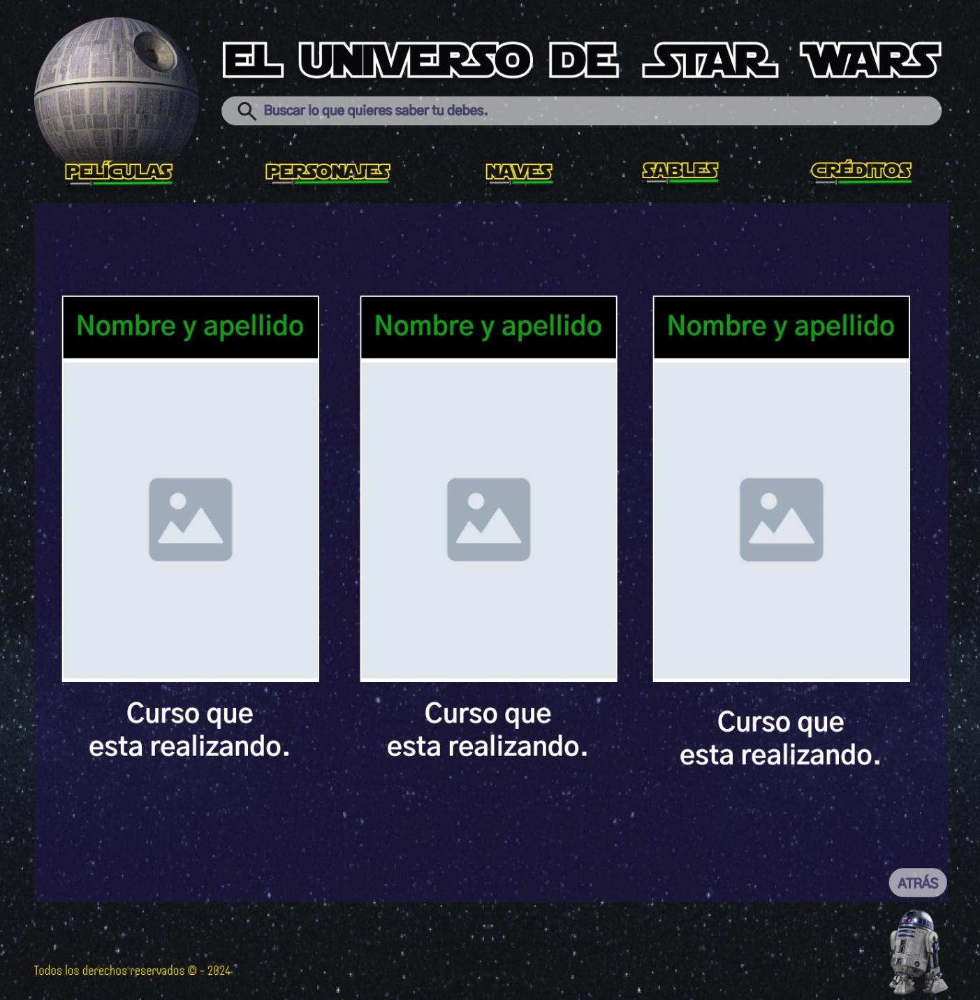 EL UNIVERSO DE STAR WARS
Buscar lo que quieres saber tu debes.
PELÍCULAS PERSONAJES NAVES SABLES CRÉDITOS
Nombre y apellido Nombre y apellido Nombre y apellido
Curso que
esta realizando.
Curso que
esta realizando.
Curso que
esta realizando.
ATRÁS
Todos los derechos reservados © - 2024